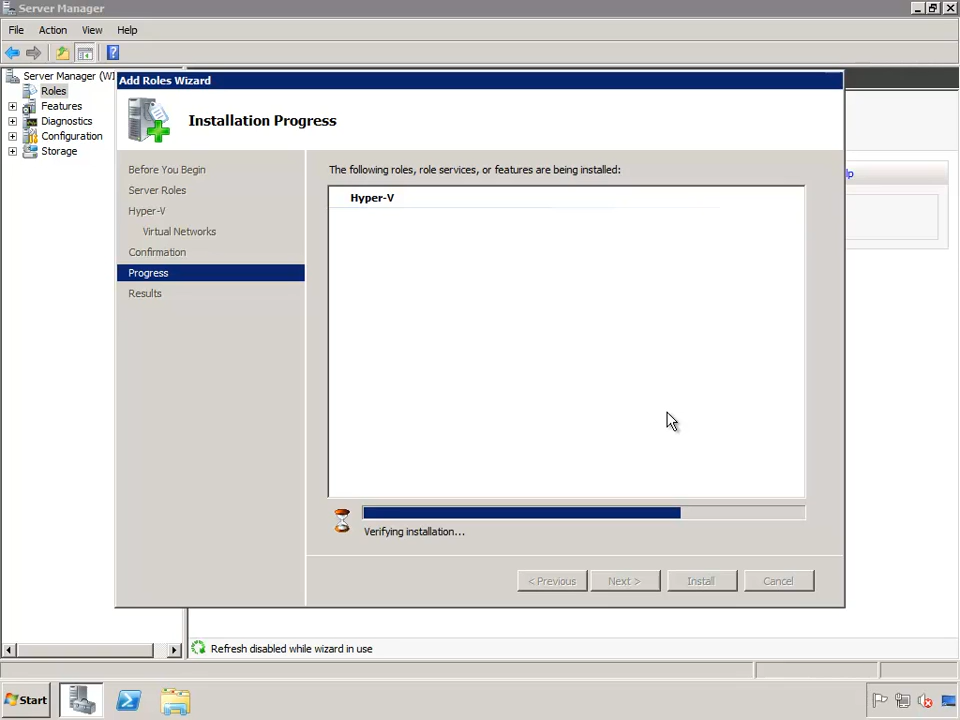 Server Manager
File Action View Help
Server Manager (WI
Roles
Features
Diagnostics
Configuration
Storage
Add Roles Wizard
Installation Progress
Before You Begin
Server Roles
Hyper-V
Virtual Networks
Confirmation
Progress
Results
The following roles, role services, or features are being installed:
Hyper-V
Verifying installation...
< Previous Next > Install Cancel
Refresh disabled while wizard in use
Start